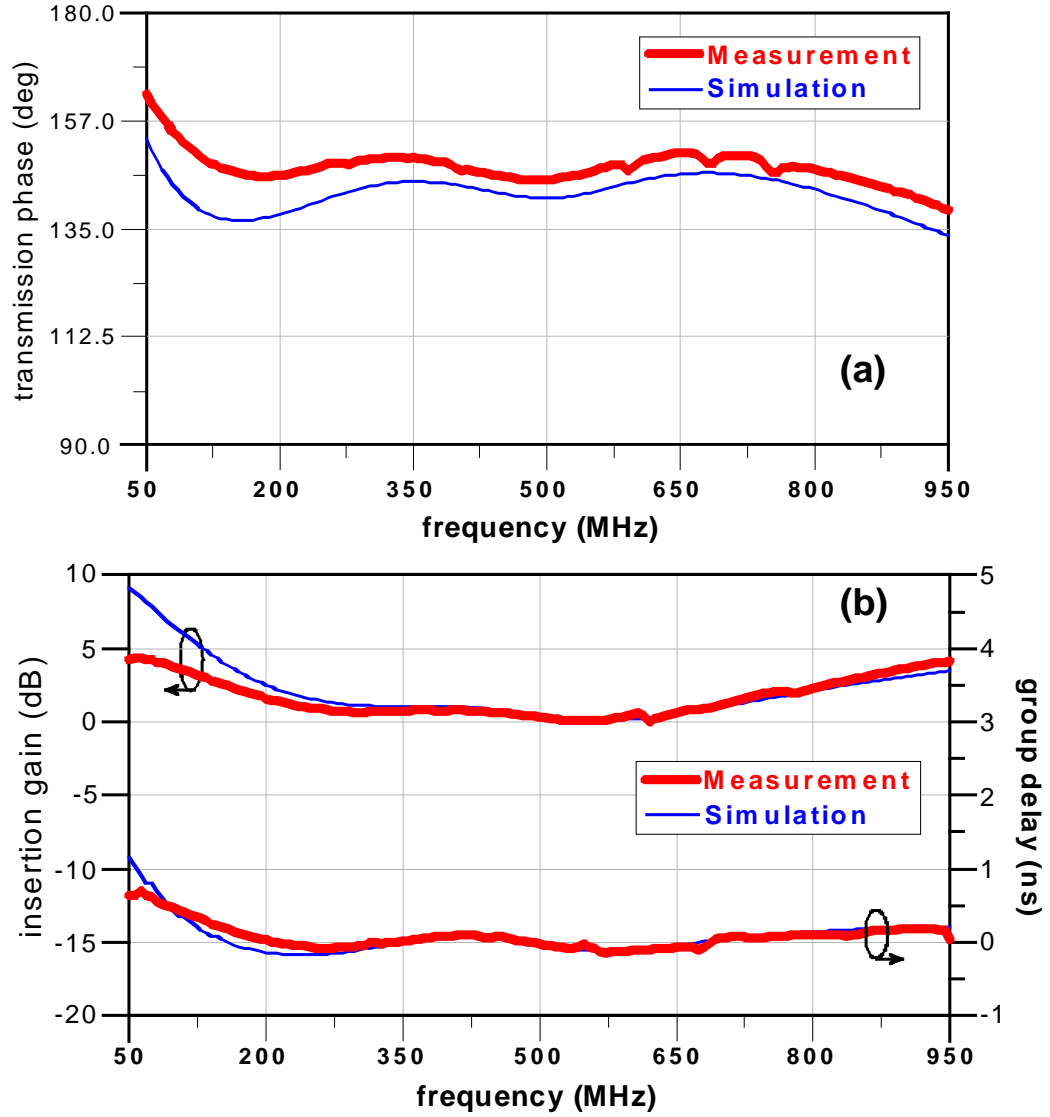 180.0
157.0
135.0
112.5
90.0
transmission phase (deg)
Measurement
Simulation
(a)
50 200 350 500 650 800 950
frequency (MHz)
10
5
0
-5
-10
-15
-20
insertion gain (dB)
(b)
Measurement
Simulation
5
4
3
2
1
0
-1
group delay (ns)
50 200 350 500 650 800 950
frequency (MHz)